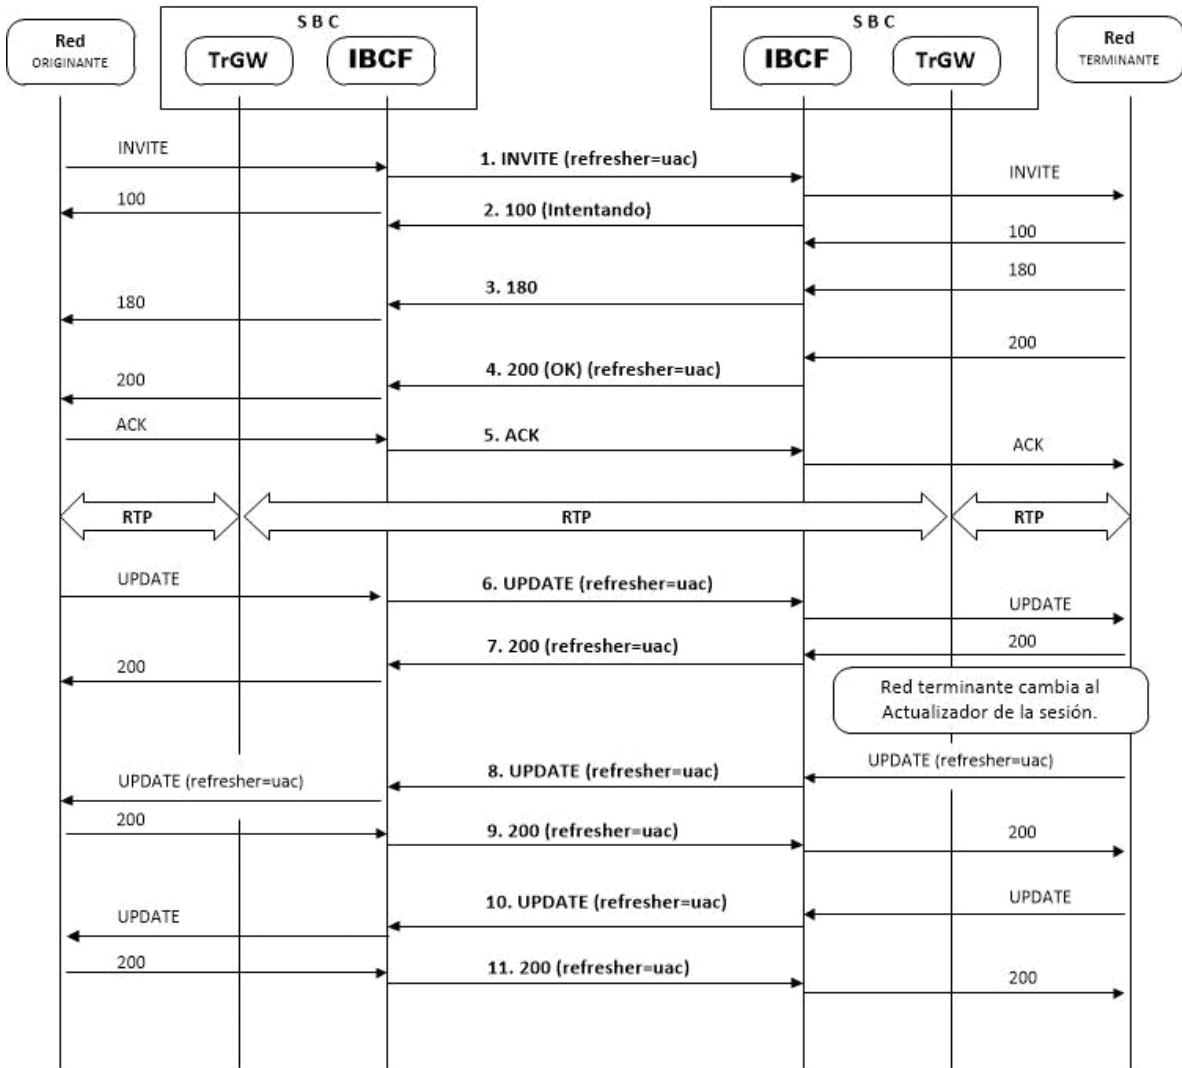 S B C
S B C
Red
ORIGINANTE
TrGW
IBCF
IBCF
TrGW
Red
TERMINANTE
INVITE
1. INVITE (refresher=uac)
INVITE
100
2. 100 (Intentando)
100
180
3. 180
180
200
4. 200 (OK) (refresher=uac)
200
ACK
5. ACK
ACK
RTP
RTP
RTP
UPDATE
6. UPDATE (refresher=uac)
UPDATE
200
7. 200 (refresher=uac)
200
Red terminante cambia al
Actualizador de la sesión.
UPDATE (refresher=uac)
8. UPDATE (refresher=uac)
UPDATE (refresher=uac)
200
9. 200 (refresher=uac)
200
UPDATE
10. UPDATE (refresher=uac)
UPDATE
200
11. 200 (refresher=uac)
200